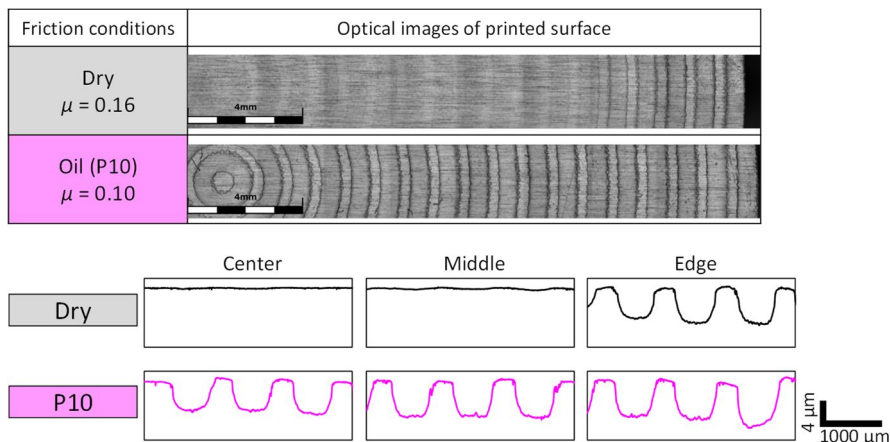 Friction conditions
Optical images of printed surface
Dry
μ = 0.16
4mm
Oil (P10)
μ = 0.10
4mm
Center
Middle
Edge
Dry
P10
4 μm
1000 μm